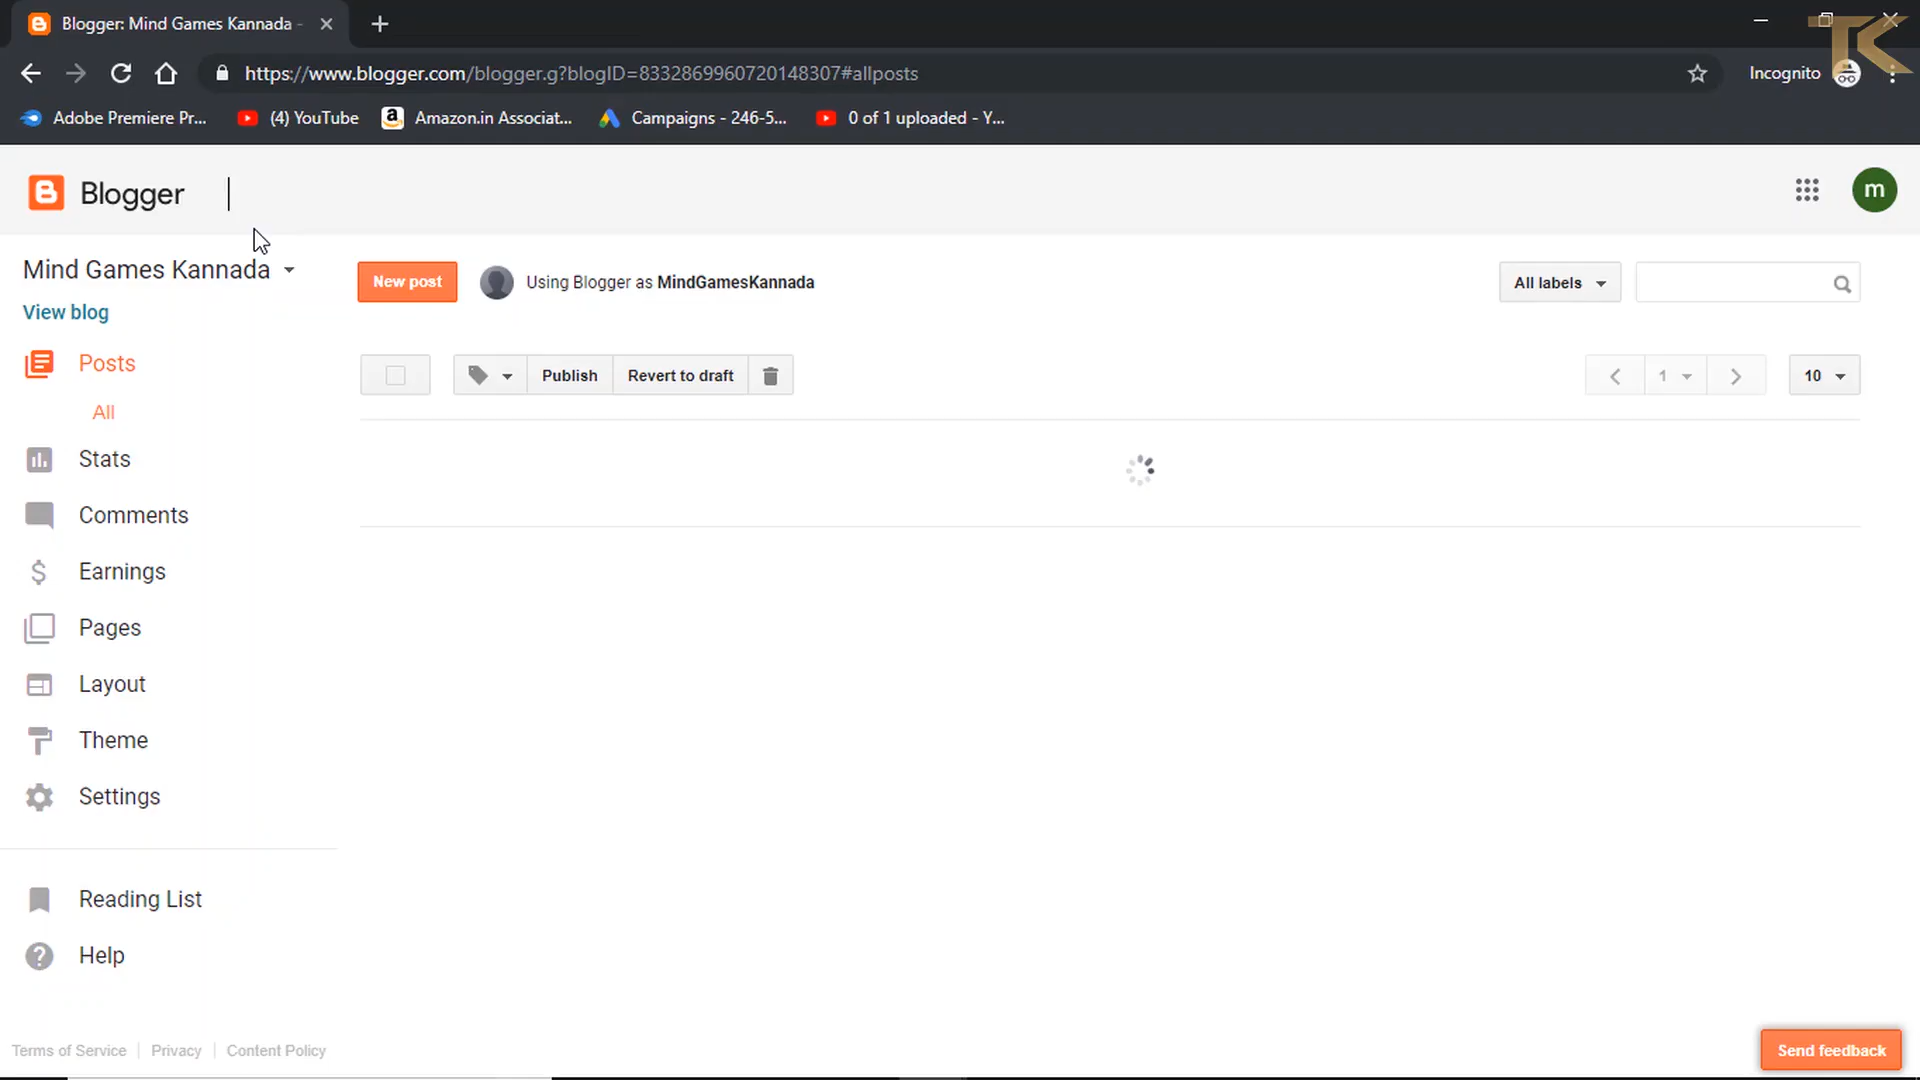 Blogger: Mind Games Kannada -
https://www.blogger.com/blogger.g?blogID=8332869960720148307#allposts
Incognito
Adobe Premiere Pr...
(4) YouTube
Amazon.in Associat...
Campaigns - 246-5...
0 of 1 uploaded - Y...
TK
Blogger
m
Mind Games Kannada
View blog
New post
Using Blogger as MindGamesKannada
All labels
Posts
All
Publish
Revert to draft
1
10
Stats
Comments
Earnings
Pages
Layout
Theme
Settings
Reading List
Help
Terms of Service
Privacy
Content Policy
Send feedback